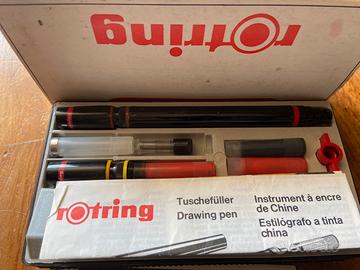 rotring
rotring
Tuschefüller
Drawing pen
Instrument à encre
de Chine
Estilógrafo a tinta
china